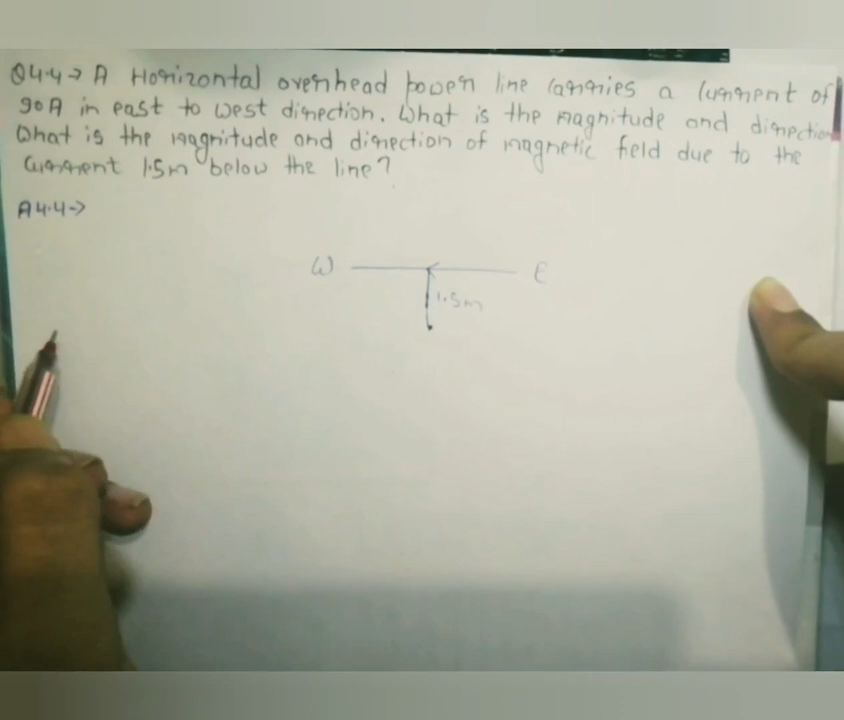 Q4.4→ A Horizontal overhead power line carries a current of
90A in east to west direction. What is the magnitude and direction
What is the magnitude and direction of magnetic field due to the
Current 1.5m below the line?
A4.4→
W E
1.5m